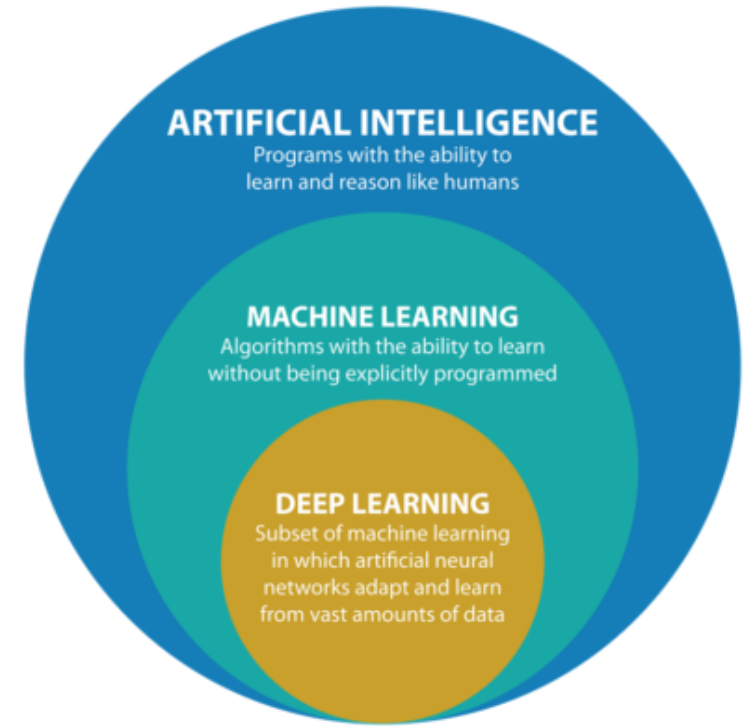 ARTIFICIAL INTELLIGENCE
Programs with the ability to
learn and reason like humans
MACHINE LEARNING
Algorithms with the ability to learn
without being explicitly programmed
DEEP LEARNING
Subset of machine learning
in which artificial neural
networks adapt and learn
from vast amounts of data